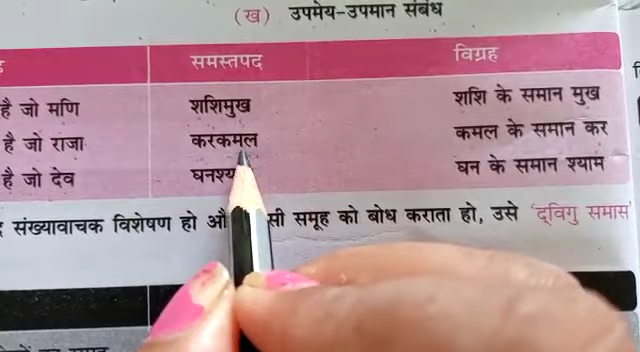 (ख) उपमेय-उपमान संबंध
समस्तपद विग्रह
है जो मणि शशिमुख शशि के समान मुख
है जो राजा करकमल कमल के समान कर
है जो देव घन के समान श्याम
संख्यावाचक विशेषण हो समूह को बोध कराता हो, उसे 'द्विगु समास'